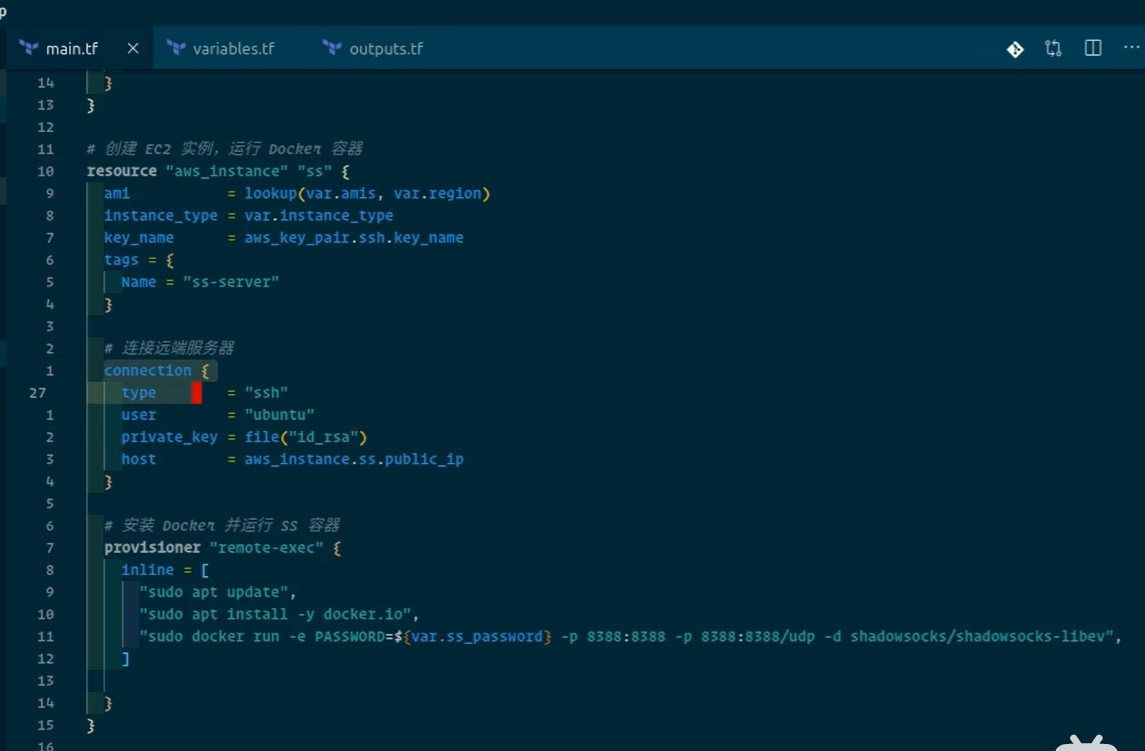 p
main.tf × variables.tf outputs.tf
14 }
13 }
12
11 # 创建 EC2 实例，运行 Docker 容器
10 resource "aws_instance" "ss" {
9 ami = lookup(var.amis, var.region)
8 instance_type = var.instance_type
7 key_name = aws_key_pair.ssh.key_name
6 tags = {
5 Name = "ss-server"
4 }
3
2 # 连接远端服务器
1 connection {
27 type = "ssh"
1 user = "ubuntu"
2 private_key = file("id_rsa")
3 host = aws_instance.ss.public_ip
4 }
5
6 # 安装 Docker 并运行 SS 容器
7 provisioner "remote-exec" {
8 inline = [
9 "sudo apt update",
10 "sudo apt install -y docker.io",
11 "sudo docker run -e PASSWORD=${var.ss_password} -p 8388:8388 -p 8388:8388/udp -d shadowsocks/shadowsocks-libev",
12 ]
13
14 }
15 }
16